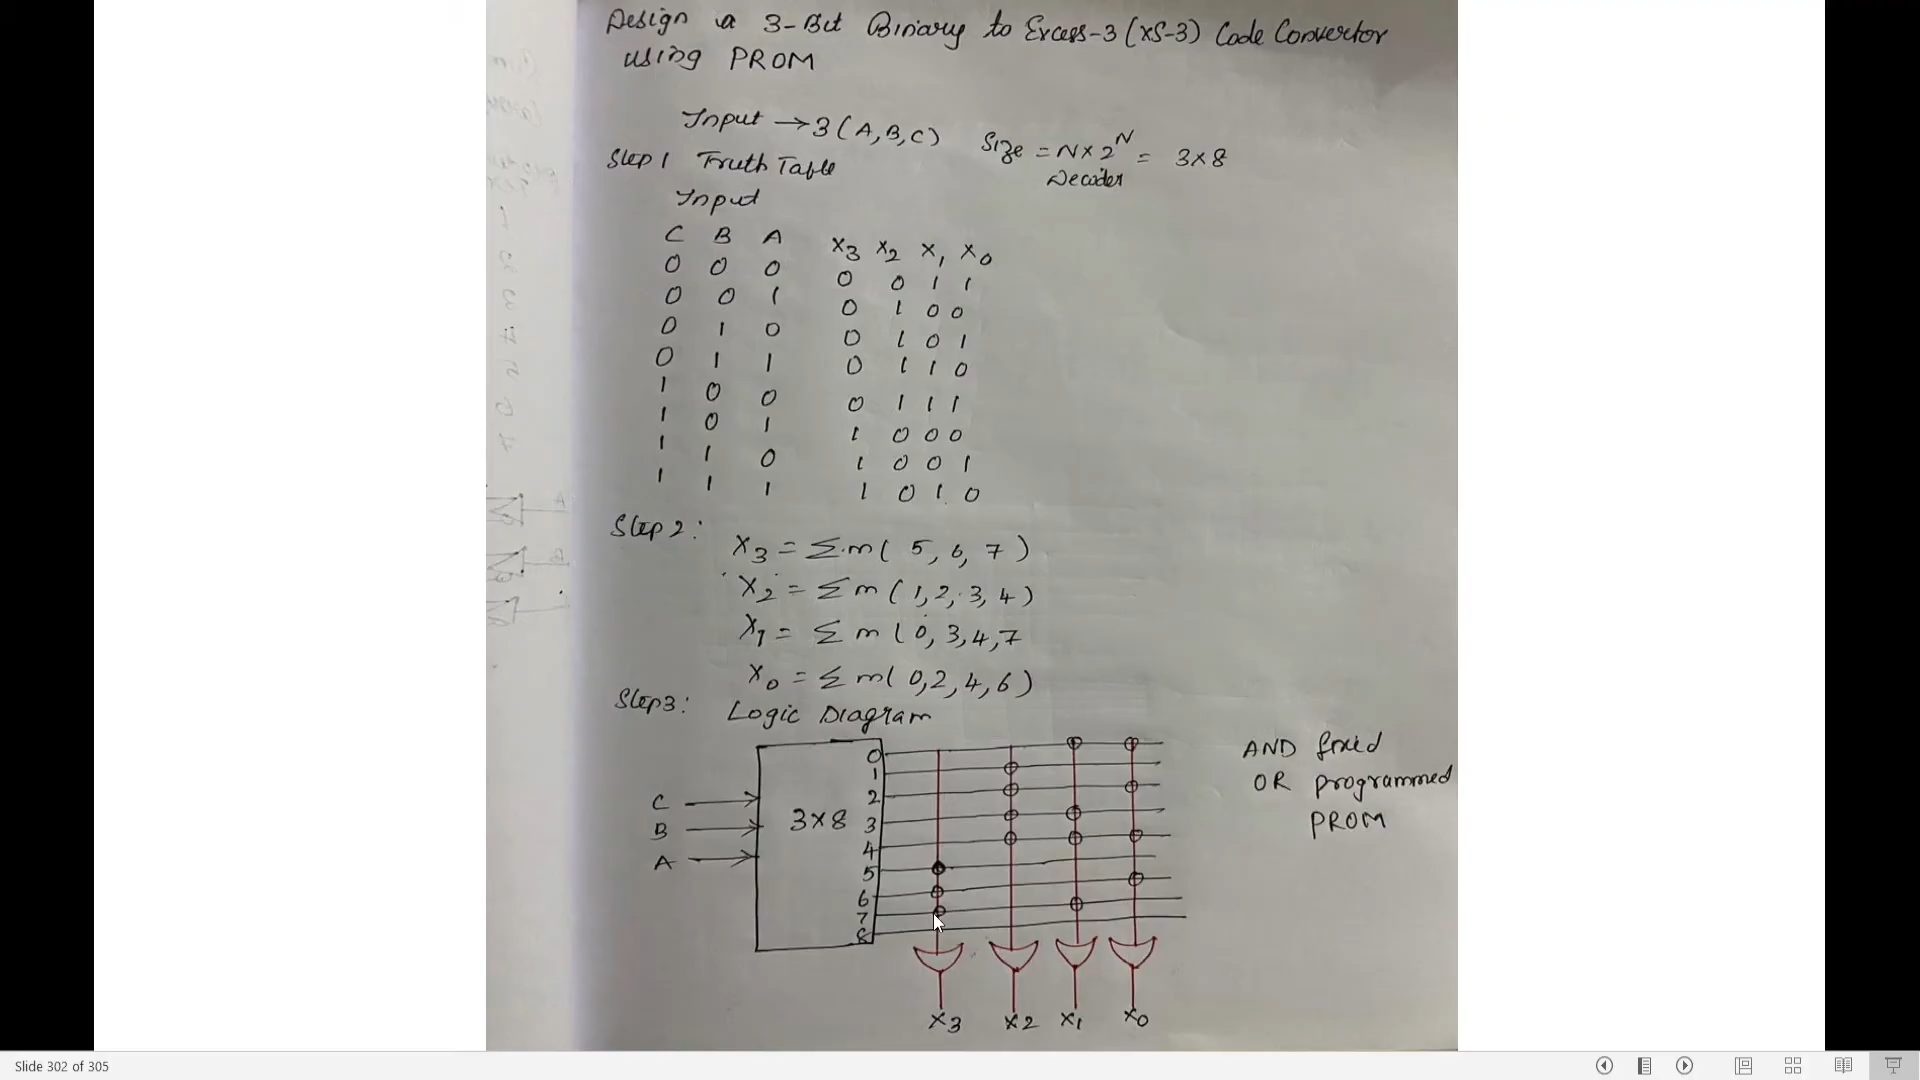 Design a 3-Bit Binary to Excess-3 (XS-3) Code Convertor
using PROM
Input → 3 (A, B, C)
Size = N × 2^N = 3×8
Decoder
Step 1 Truth Table
Input
C B A X3 X2 X1 X0
0 0 0 0 0 1 1
0 0 1 0 1 0 0
0 1 0 0 1 0 1
0 1 1 0 1 1 0
1 0 0 0 1 1 1
1 0 1 1 0 0 0
1 1 0 1 0 0 1
1 1 1 1 0 1 0
Step 2:
X3 = Σm( 5, 6, 7 )
X2 = Σm ( 1, 2, 3, 4 )
X1 = Σm ( 0, 3, 4, 7
X0 = Σm( 0, 2, 4, 6 )
Step3: Logic Diagram
C
B
A
3×8
0
1
2
3
4
5
6
7
8
AND fixed
OR programmed
PROM
X3 X2 X1 X0
Slide 302 of 305